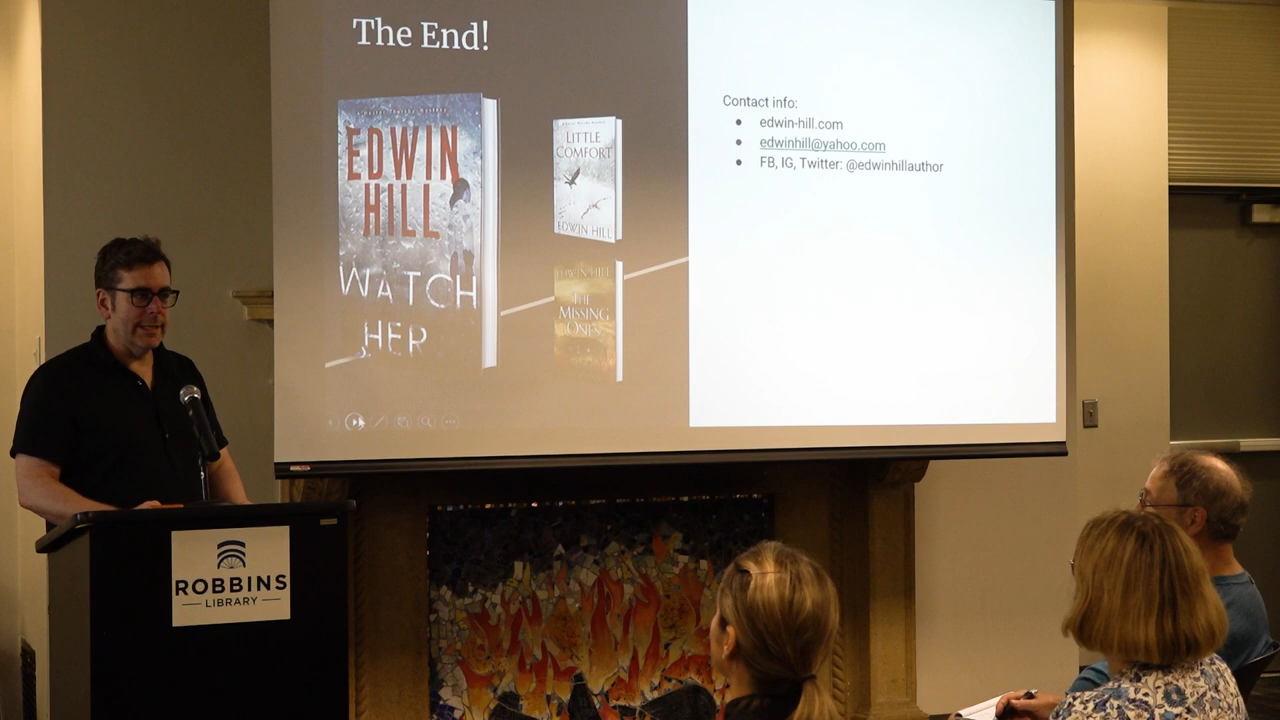 The End!
EDWIN
HILL
WATCH
HER
LITTLE
COMFORT
EDWIN HILL
EDWIN HILL
THE
MISSING
ONES
Contact info:
edwin-hill.com
edwinhill@yahoo.com
FB, IG, Twitter: @edwinhillauthor
ROBBINS
LIBRARY